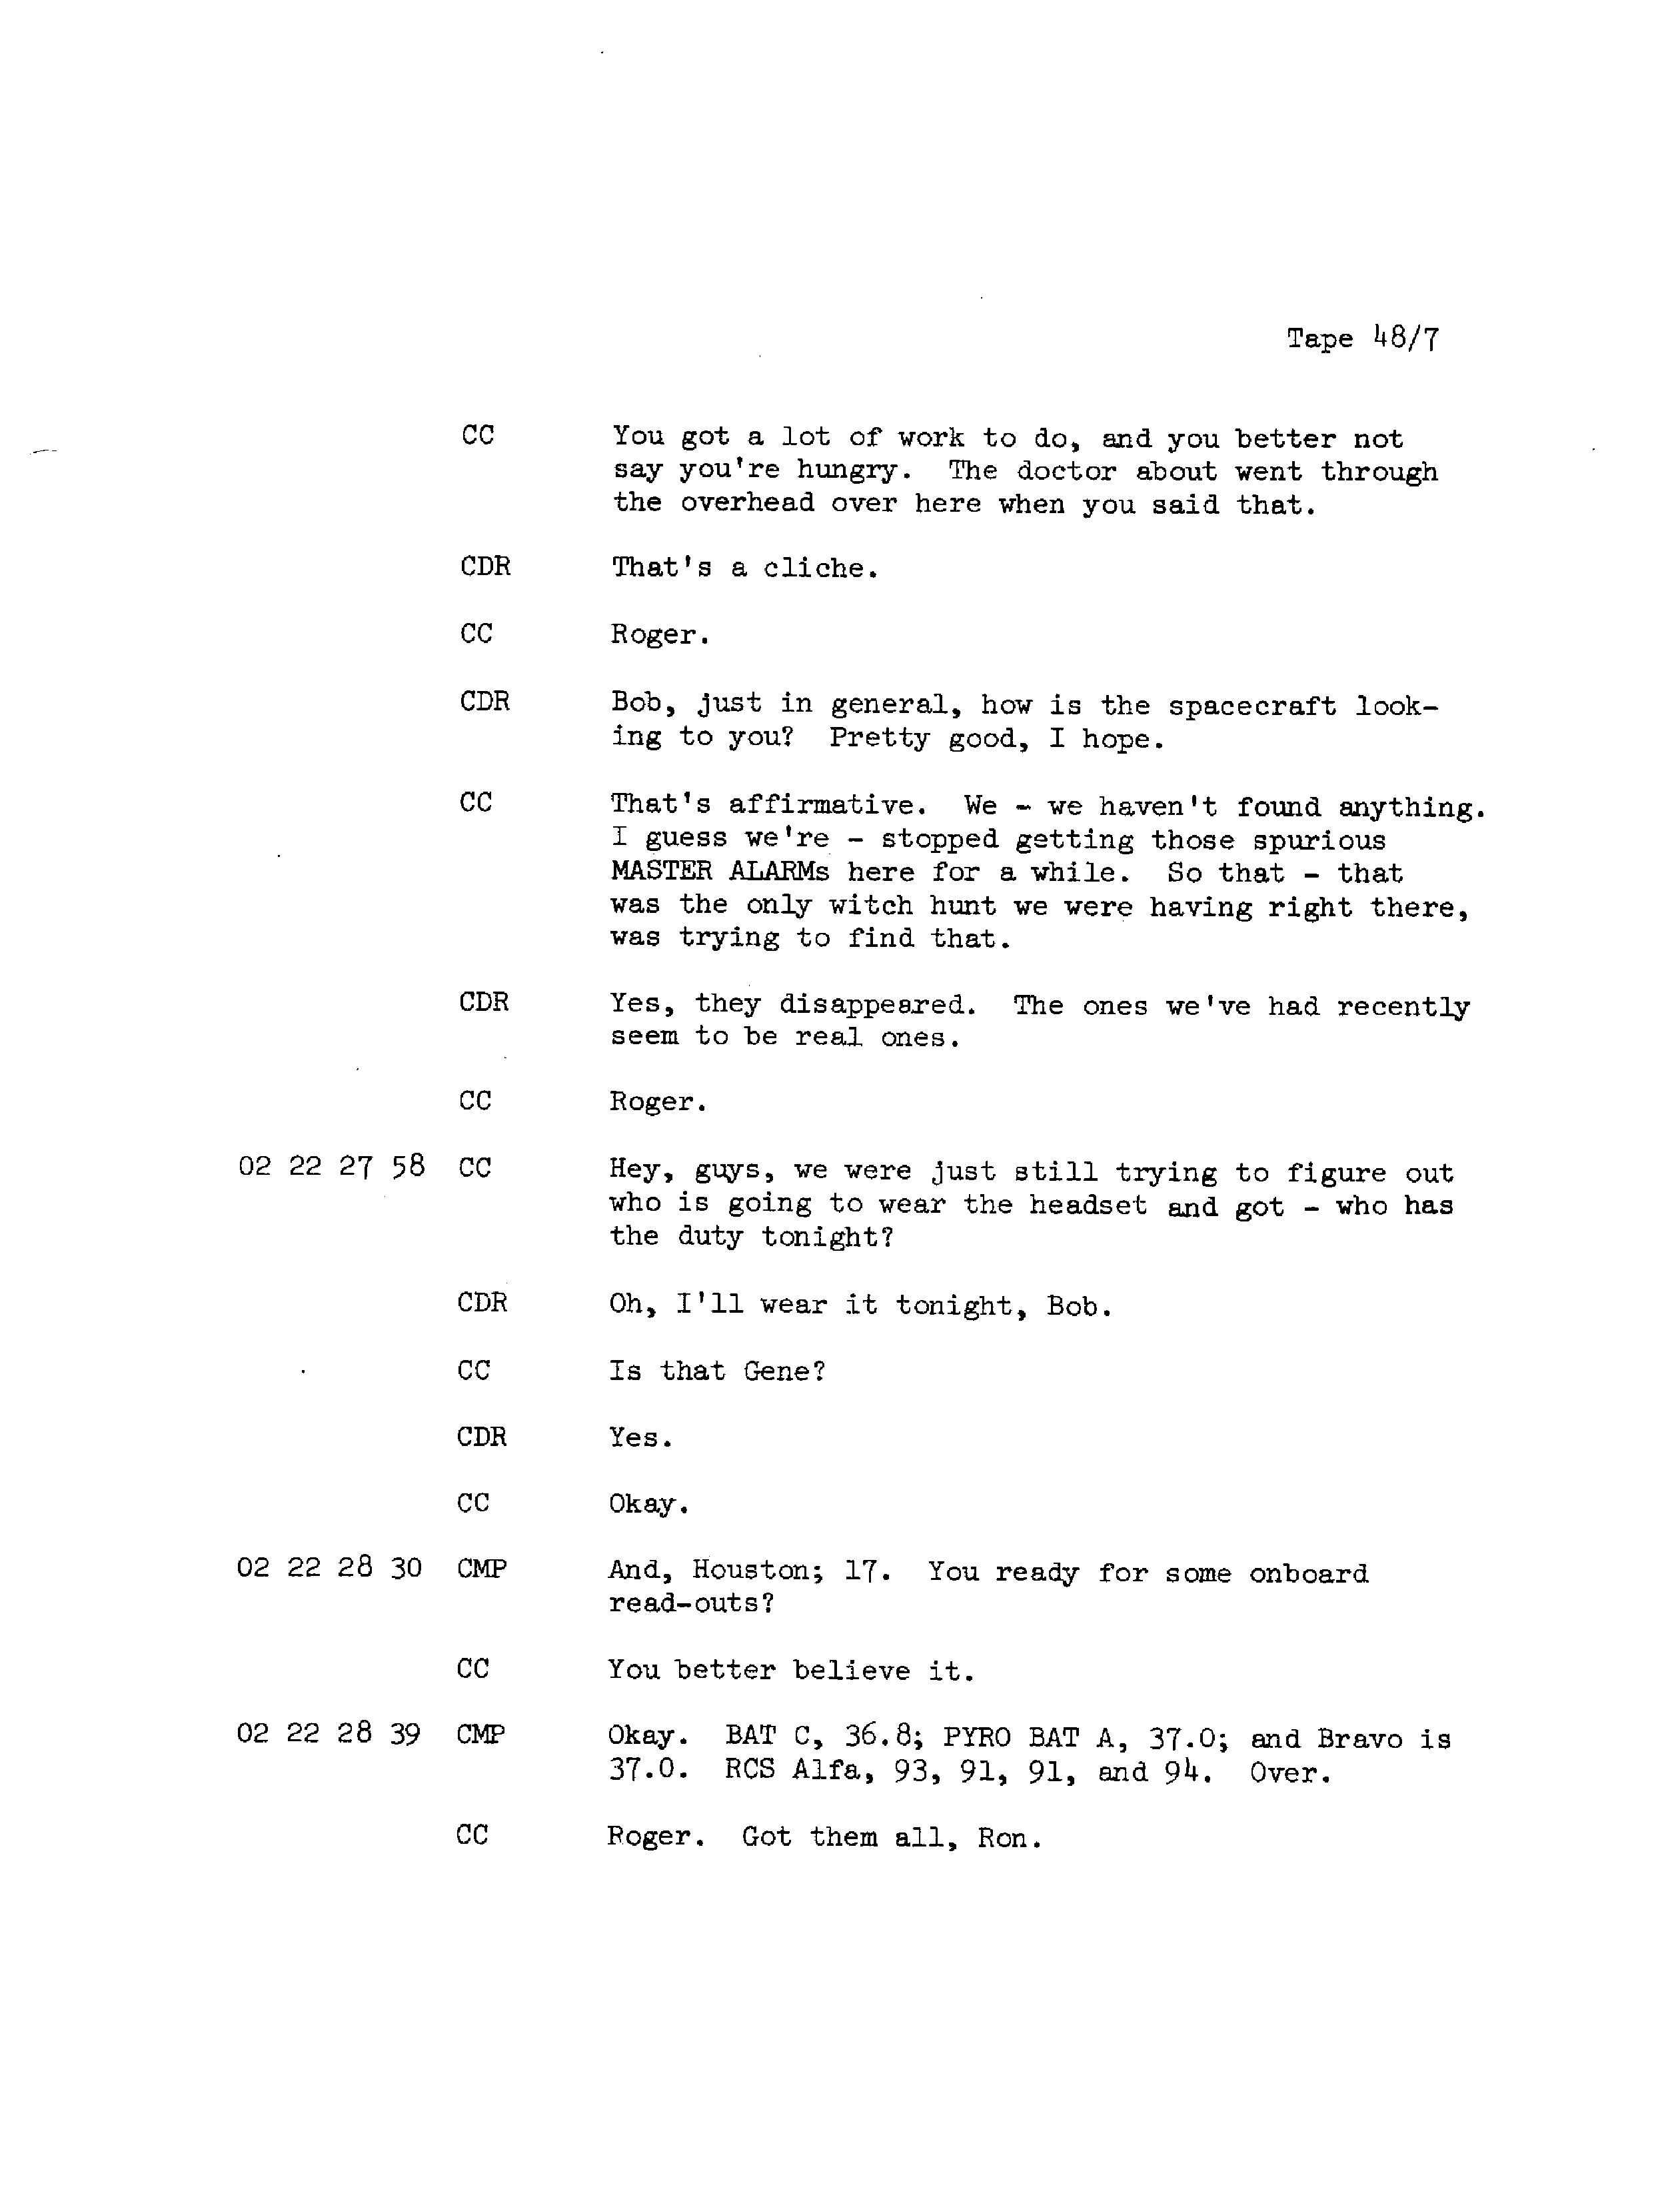 Tape 48/7
CC You got a lot of work to do, and you better not
say you're hungry. The doctor about went through
the overhead over here when you said that.
CDR That's a cliche.
CC Roger.
CDR Bob, just in general, how is the spacecraft look-
ing to you? Pretty good, I hope.
CC That's affirmative. We - we haven't found anything.
I guess we're - stopped getting those spurious
MASTER ALARMs here for a while. So that - that
was the only witch hunt we were having right there,
was trying to find that.
CDR Yes, they disappeared. The ones we've had recently
seem to be real ones.
CC Roger.
02 22 27 58 CC Hey, guys, we were just still trying to figure out
who is going to wear the headset and got - who has
the duty tonight?
CDR Oh, I'll wear it tonight, Bob.
CC Is that Gene?
CDR Yes.
CC Okay.
02 22 28 30 CMP And, Houston; 17. You ready for some onboard
read-outs?
CC You better believe it.
02 22 28 39 CMP Okay. BAT C, 36.8; PYRO BAT A, 37.0; and Bravo is
37.0. RCS Alfa, 93, 91, 91, and 94. Over.
CC Roger. Got them all, Ron.